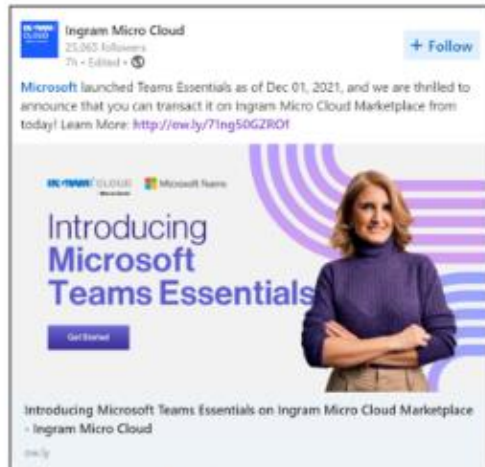 Ingram Micro Cloud
25,065 followers
7h • Edited •
+ Follow
Microsoft launched Teams Essentials as of Dec 01, 2021, and we are thrilled to
announce that you can transact it on Ingram Micro Cloud Marketplace from
today! Learn More: http://ow.ly/7Ing50GZROf
INGRAM CLOUD
Microsoft Teams
Introducing
Microsoft
Teams Essentials
Get Started
Introducing Microsoft Teams Essentials on Ingram Micro Cloud Marketplace
- Ingram Micro Cloud
ow.ly